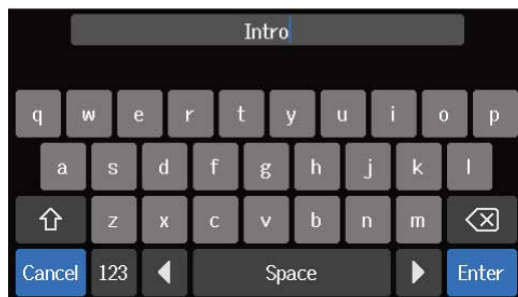 Intro
q w e r t y u i o p
a s d f g h j k l
z x c v b n m
Cancel 123 Space Enter